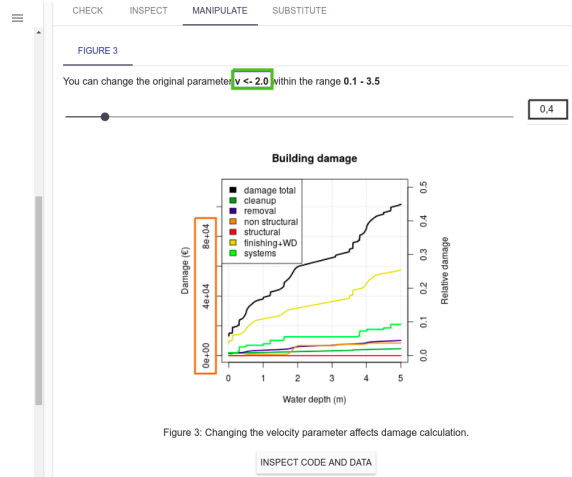 CHECK INSPECT MANIPULATE SUBSTITUTE
FIGURE 3
You can change the original parameter v <- 2.0 within the range 0.1 - 3.5
0,4
Building damage
damage total
cleanup
removal
non structural
structural
finishing+WD
systems
Damage (€)
0e+00 4e+04 8e+04
0.0 0.1 0.2 0.3 0.4 0.5
Relative damage
0 1 2 3 4 5
Water depth (m)
Figure 3: Changing the velocity parameter affects damage calculation.
INSPECT CODE AND DATA